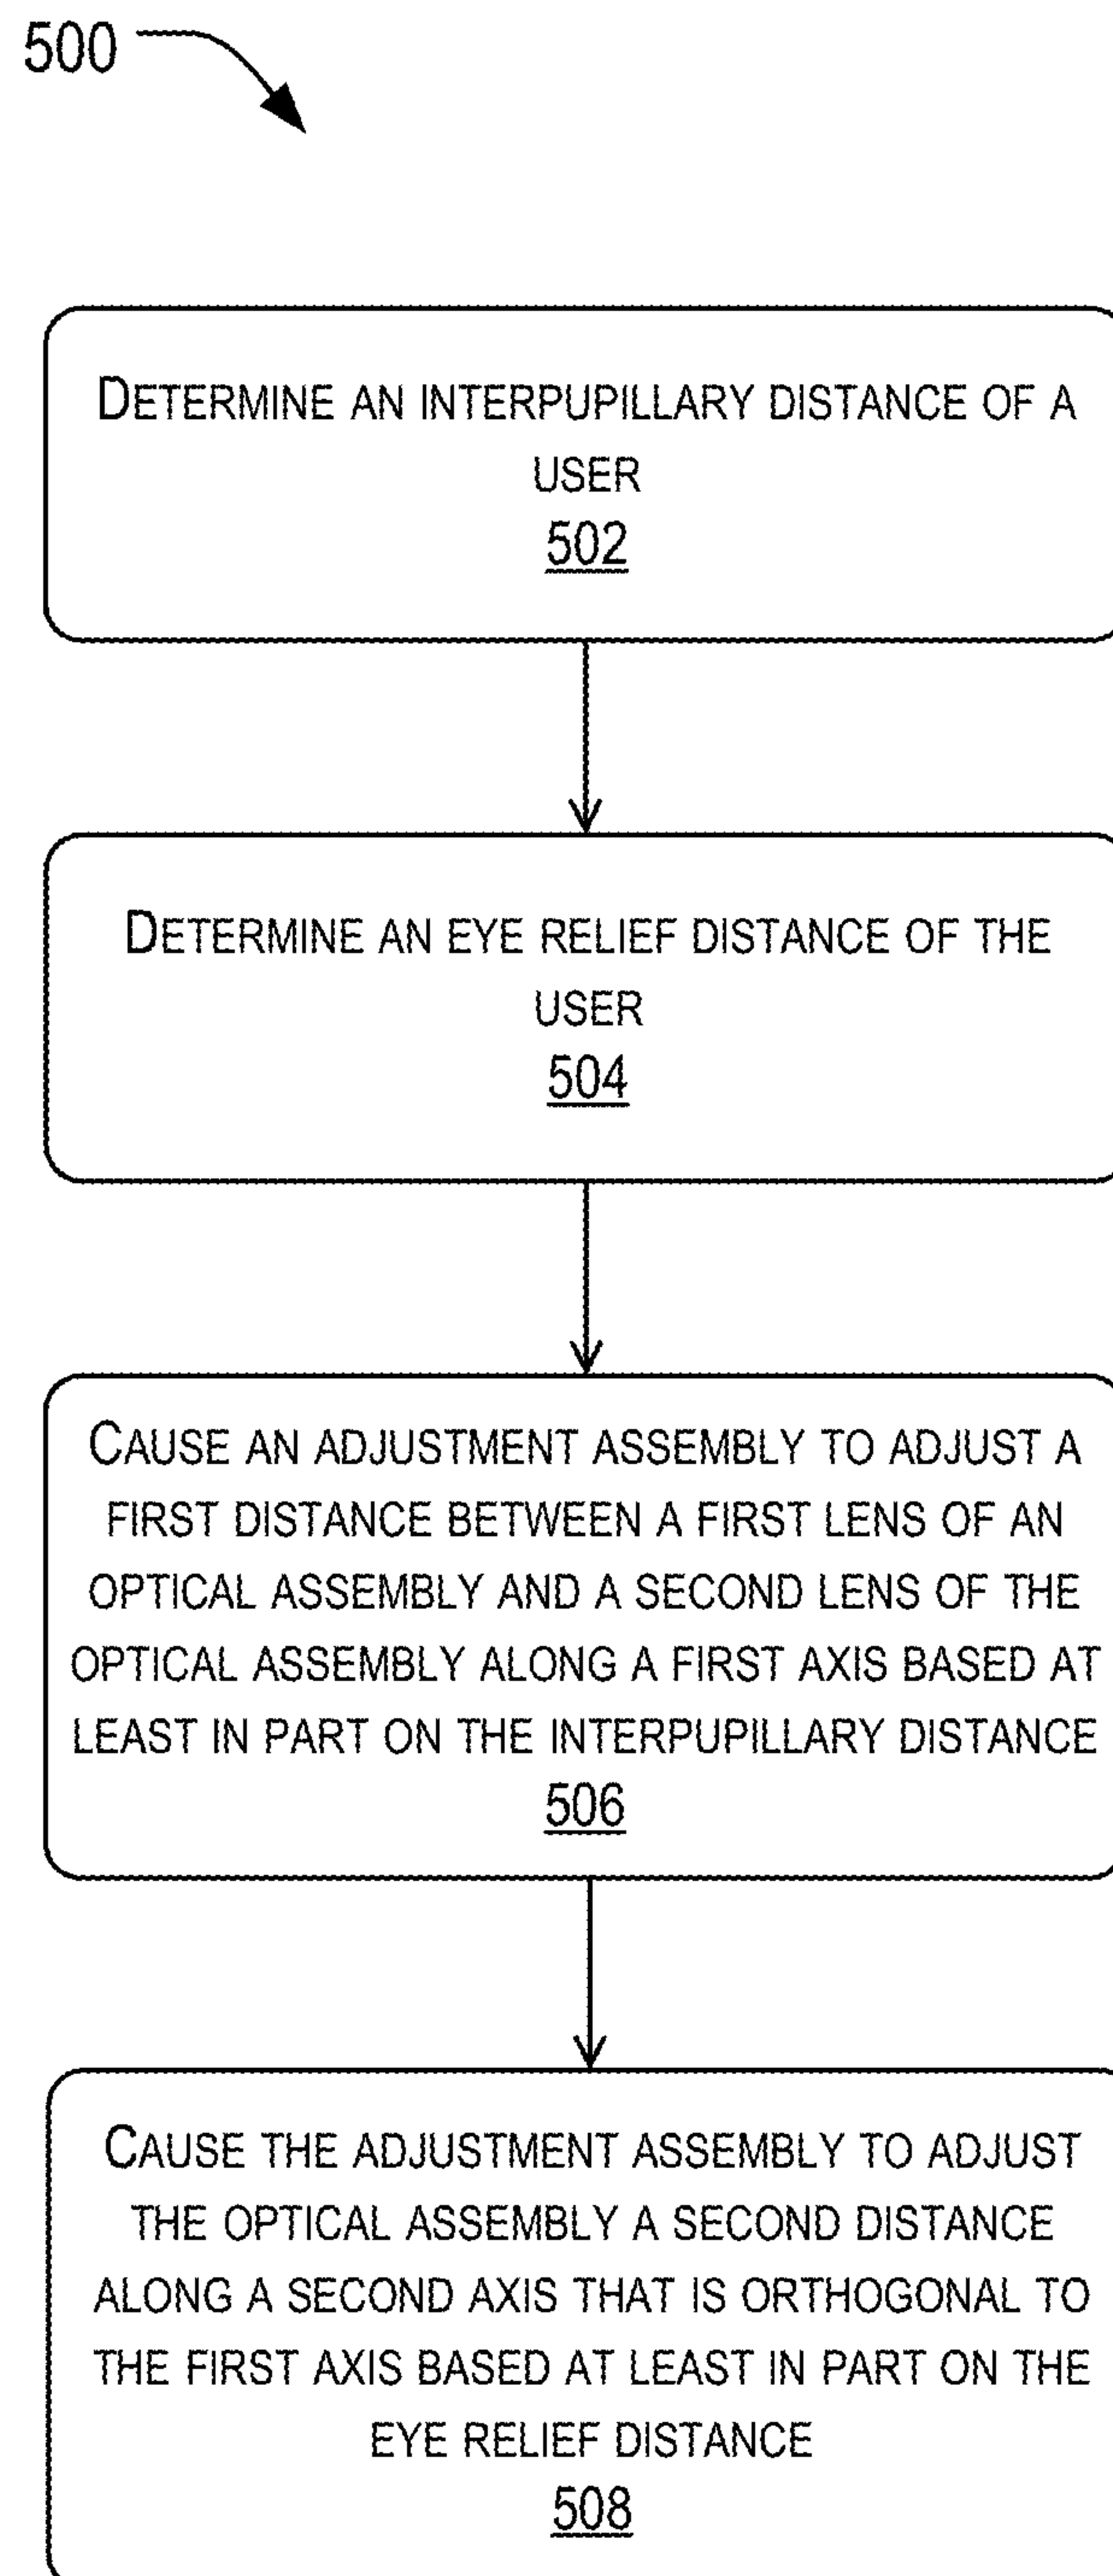 500
DETERMINE AN INTERPUPILLARY DISTANCE OF A
USER
502
DETERMINE AN EYE RELIEF DISTANCE OF THE
USER
504
CAUSE AN ADJUSTMENT ASSEMBLY TO ADJUST A
FIRST DISTANCE BETWEEN A FIRST LENS OF AN
OPTICAL ASSEMBLY AND A SECOND LENS OF THE
OPTICAL ASSEMBLY ALONG A FIRST AXIS BASED AT
LEAST IN PART ON THE INTERPUPILLARY DISTANCE
506
CAUSE THE ADJUSTMENT ASSEMBLY TO ADJUST
THE OPTICAL ASSEMBLY A SECOND DISTANCE
ALONG A SECOND AXIS THAT IS ORTHOGONAL TO
THE FIRST AXIS BASED AT LEAST IN PART ON THE
EYE RELIEF DISTANCE
508